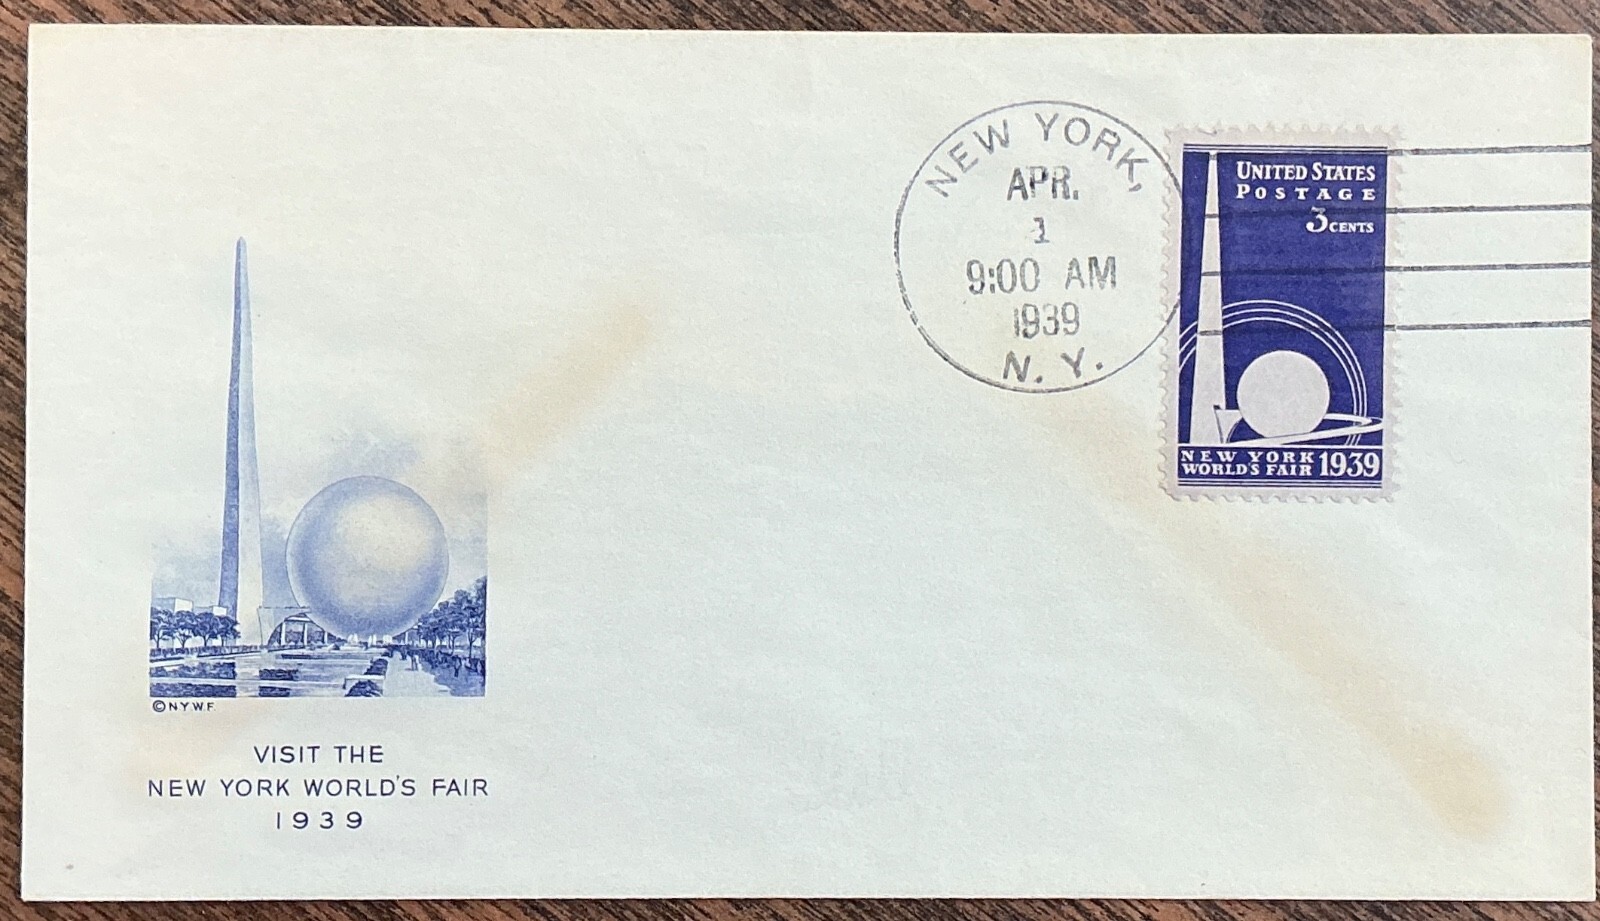 NEW YORK,
APR.
1
9:00 AM
1939
N. Y.
UNITED STATES
POSTAGE
3 CENTS
NEW YORK
WORLD'S FAIR 1939
© N.Y.W.F.
VISIT THE
NEW YORK WORLD'S FAIR
1939